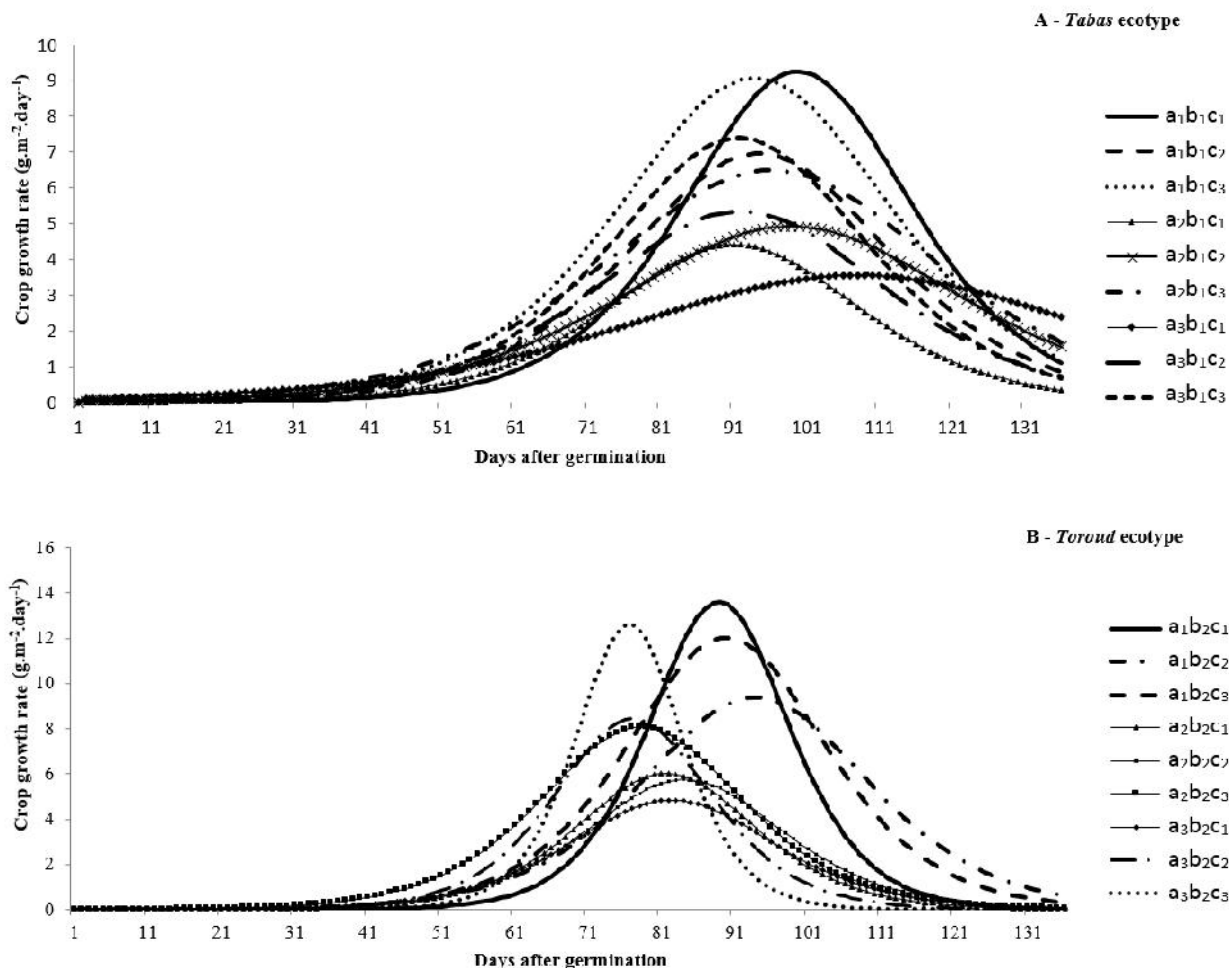 A - Tabas ecotype
Crop growth rate (g.m⁻².day⁻¹)
10
9
8
7
6
5
4
3
2
1
0
1 11 21 31 41 51 61 71 81 91 101 111 121 131
Days after germination
a₁b₁c₁
a₁b₁c₂
a₁b₁c₃
a₂b₁c₁
a₂b₁c₂
a₂b₁c₃
a₃b₁c₁
a₃b₁c₂
a₃b₁c₃
B - Toroud ecotype
Crop growth rate (g.m⁻².day⁻¹)
16
14
12
10
8
6
4
2
0
1 11 21 31 41 51 61 71 81 91 101 111 121 131
Days after germination
a₁b₂c₁
a₁b₂c₂
a₁b₂c₃
a₂b₂c₁
a₂b₂c₂
a₂b₂c₃
a₃b₂c₁
a₃b₂c₂
a₃b₂c₃